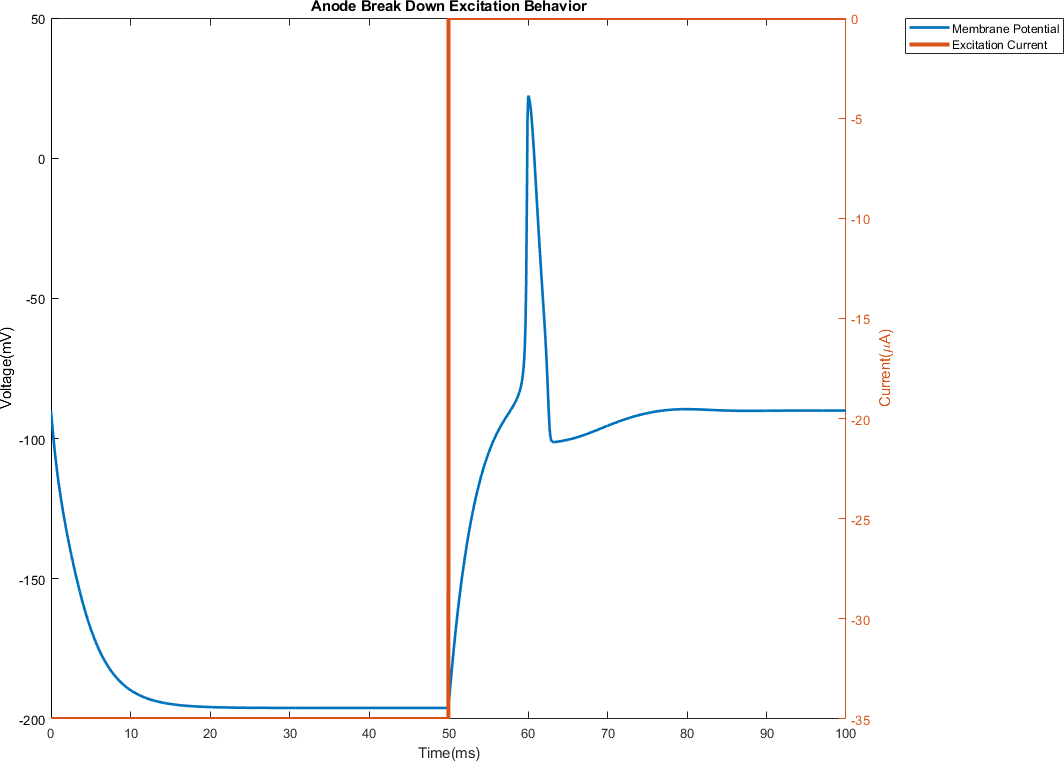 Anode Break Down Excitation Behavior
Membrane Potential
Excitation Current
50
0
-50
-100
-150
-200
Voltage(mV)
0
-5
-10
-15
-20
-25
-30
-35
Current(μA)
0 10 20 30 40 50 60 70 80 90 100
Time(ms)